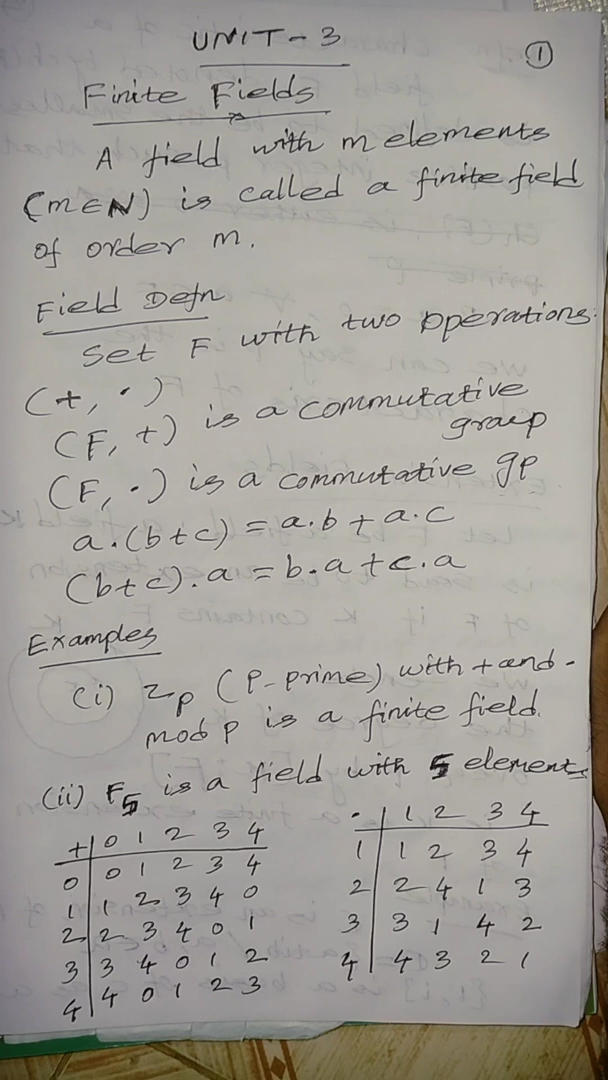 UNIT-3
①
Finite Fields
A field with m elements
(m∈N) is called a finite field
of order m.
Field Defn
Set F with two operations.
(+, ·)
(F, +) is a commutative
group
(F, ·) is a commutative gp
a.(b+c) = a.b + a.c
(b+c).a = b.a + c.a
Examples
(i) Zp (P-prime) with + and ·
mod p is a finite field.
(ii) F5 is a field with 5 elements
+ | 0 1 2 3 4
0 | 0 1 2 3 4
1 | 1 2 3 4 0
2 | 2 3 4 0 1
3 | 3 4 0 1 2
4 | 4 0 1 2 3
· | 1 2 3 4
1 | 1 2 3 4
2 | 2 4 1 3
3 | 3 1 4 2
4 | 4 3 2 1